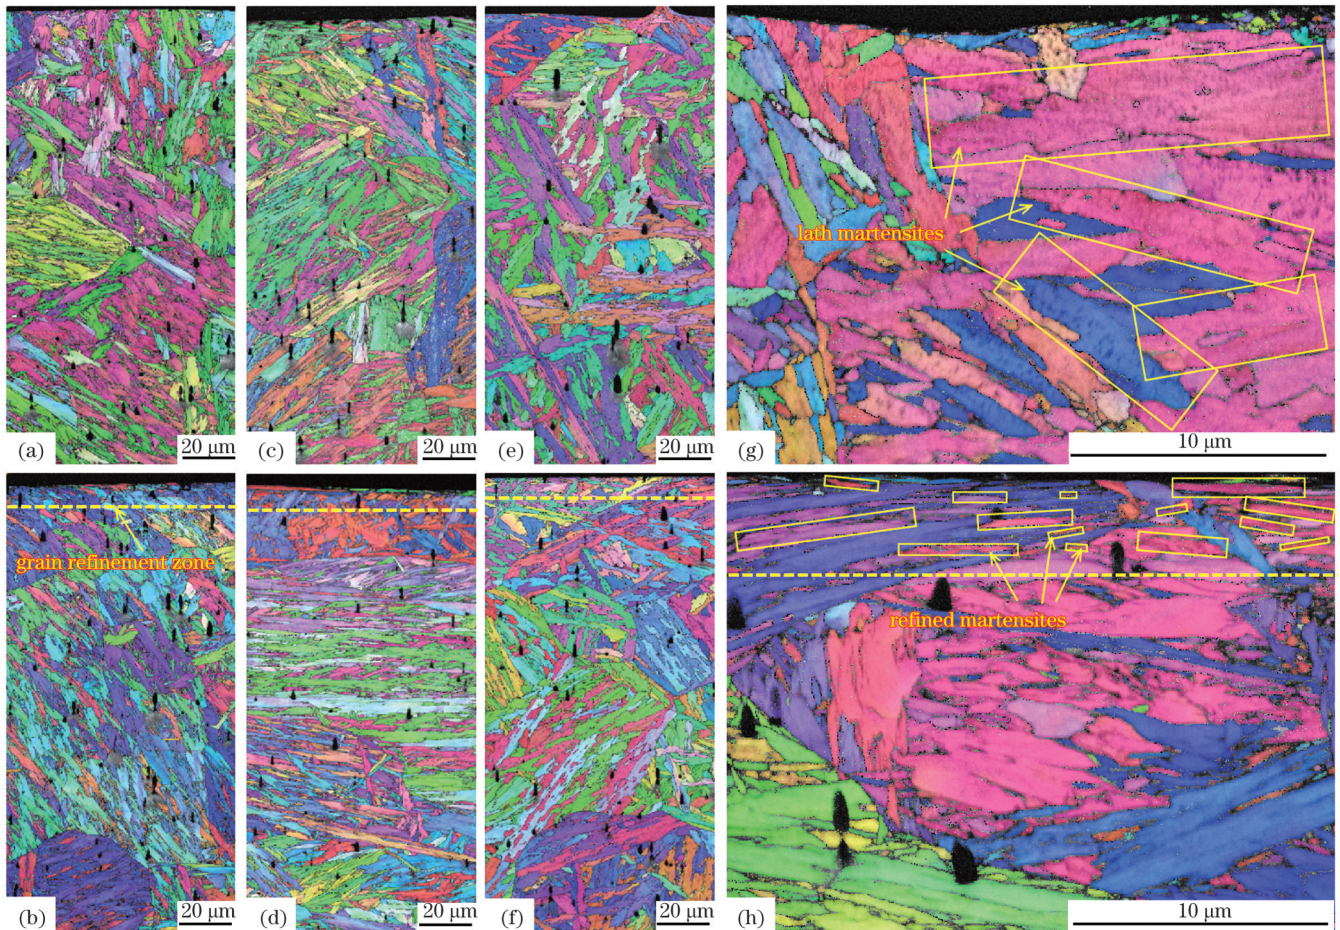 (a)
20 μm
(c)
20 μm
(e)
20 μm
lath martensites
(g)
10 μm
grain refinement zone
(b)
20 μm
(d)
20 μm
(f)
20 μm
refined martensites
(h)
10 μm